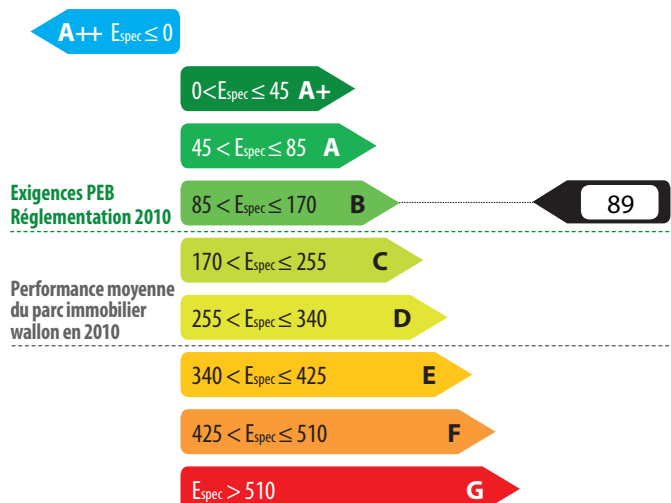 A++ Espec ≤ 0
0<Espec ≤ 45 A+
45 < Espec ≤ 85 A
Exigences PEB
Réglementation 2010
85 < Espec ≤ 170 B
89
170 < Espec ≤ 255 C
Performance moyenne
du parc immobilier
wallon en 2010
255 < Espec ≤ 340 D
340 < Espec ≤ 425 E
425 < Espec ≤ 510 F
Espec > 510 G